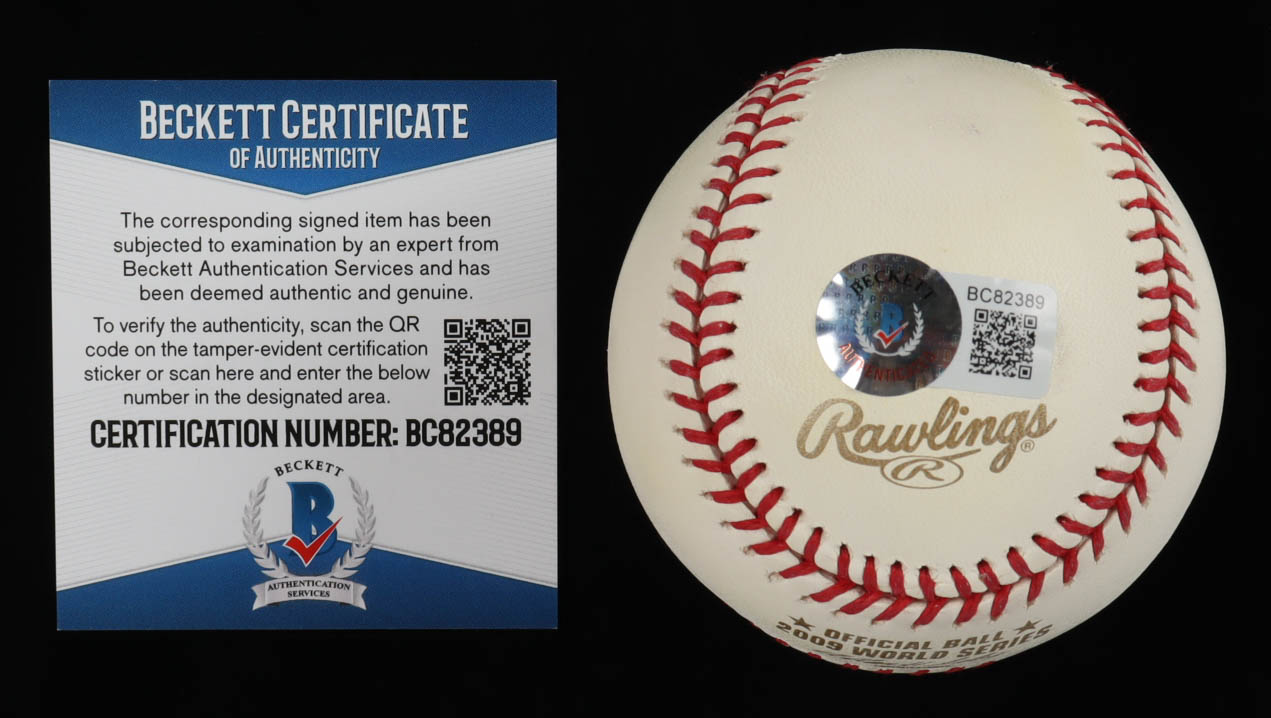 BECKETT CERTIFICATE
OF AUTHENTICITY
The corresponding signed item has been
subjected to examination by an expert from
Beckett Authentication Services and has
been deemed authentic and genuine.
To verify the authenticity, scan the QR
code on the tamper-evident certification
sticker or scan here and enter the below
number in the designated area.
CERTIFICATION NUMBER: BC82389
BECKETT
B
AUTHENTICATION
SERVICES
BECKETT
B
BC82389
Rawlings®
R
OFFICIAL BALL
2009 WORLD SERIES